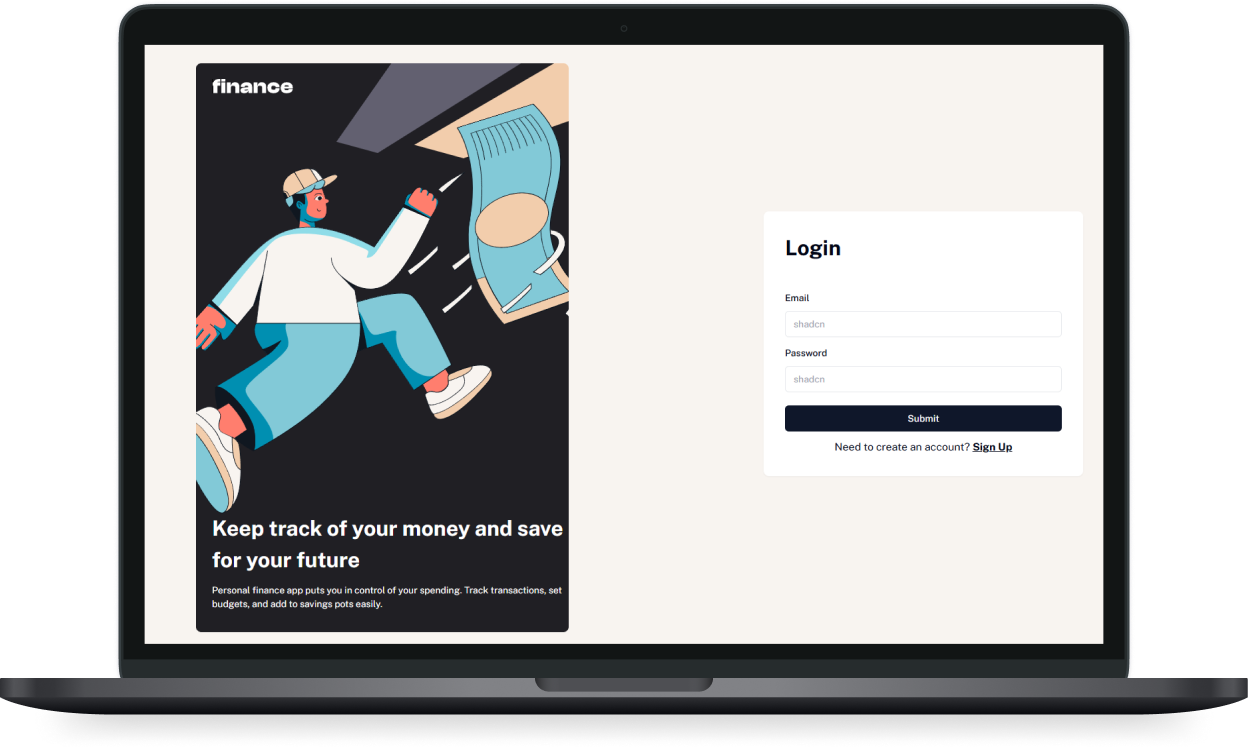 finance
Keep track of your money and save
for your future
Personal finance app puts you in control of your spending. Track transactions, set
budgets, and add to savings pots easily.
Login
Email
shadcn
Password
shadcn
Submit
Need to create an account? Sign Up